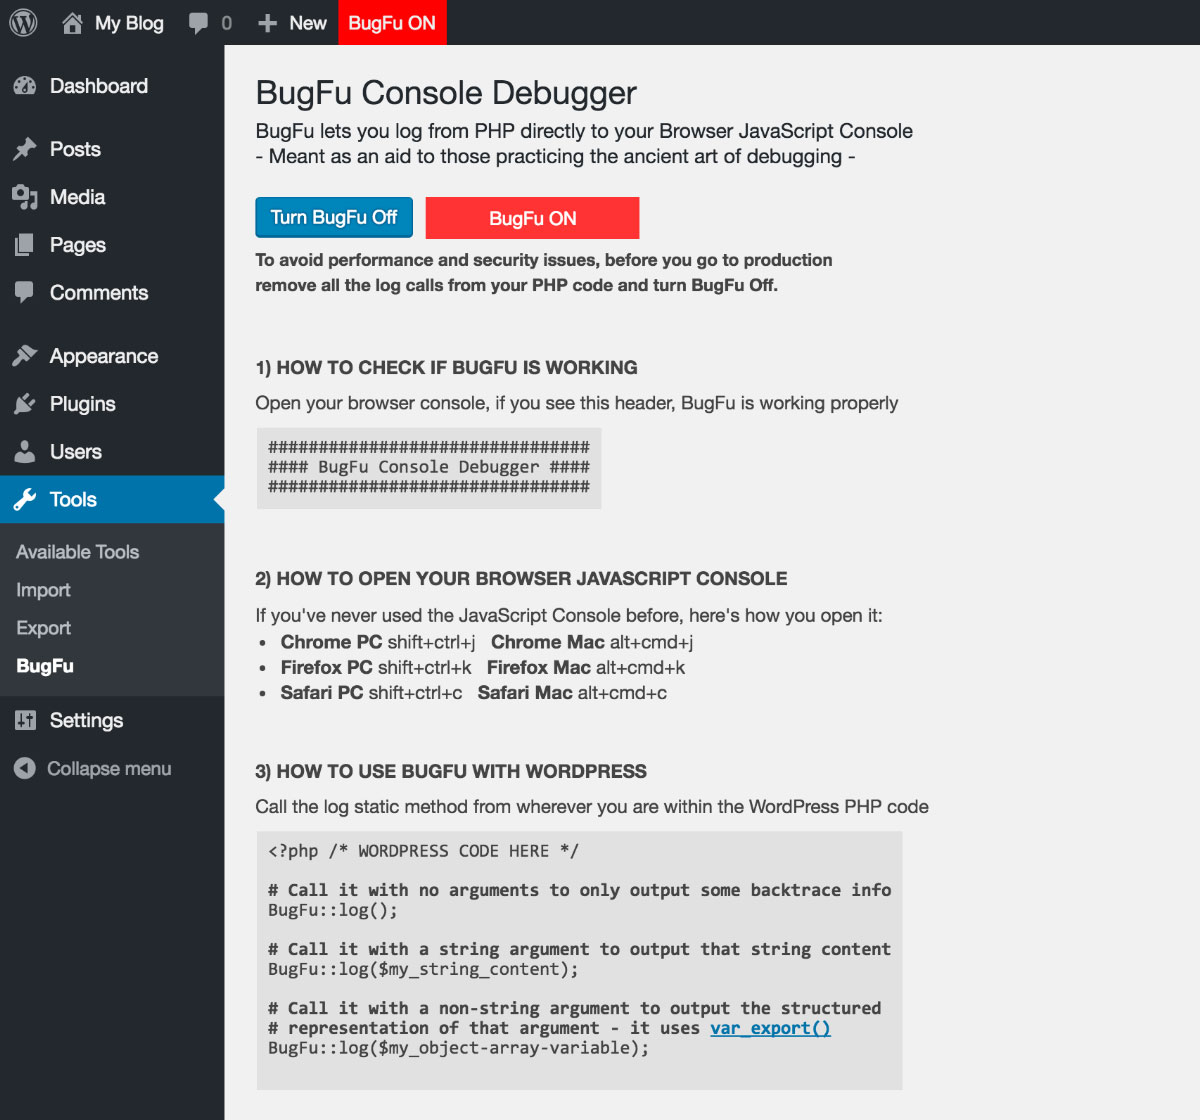 My Blog 0 New BugFu ON
Dashboard
Posts
Media
Pages
Comments
Appearance
Plugins
Users
Tools
Available Tools
Import
Export
BugFu
Settings
Collapse menu
BugFu Console Debugger
BugFu lets you log from PHP directly to your Browser JavaScript Console
- Meant as an aid to those practicing the ancient art of debugging -
Turn BugFu Off BugFu ON
To avoid performance and security issues, before you go to production
remove all the log calls from your PHP code and turn BugFu Off.
1) HOW TO CHECK IF BUGFU IS WORKING
Open your browser console, if you see this header, BugFu is working properly
################################
#### BugFu Console Debugger ####
################################
2) HOW TO OPEN YOUR BROWSER JAVASCRIPT CONSOLE
If you've never used the JavaScript Console before, here's how you open it:
• Chrome PC shift+ctrl+j Chrome Mac alt+cmd+j
• Firefox PC shift+ctrl+k Firefox Mac alt+cmd+k
• Safari PC shift+ctrl+c Safari Mac alt+cmd+c
3) HOW TO USE BUGFU WITH WORDPRESS
Call the log static method from wherever you are within the WordPress PHP code
<?php /* WORDPRESS CODE HERE */
# Call it with no arguments to only output some backtrace info
BugFu::log();
# Call it with a string argument to output that string content
BugFu::log($my_string_content);
# Call it with a non-string argument to output the structured
# representation of that argument - it uses var_export()
BugFu::log($my_object-array-variable);